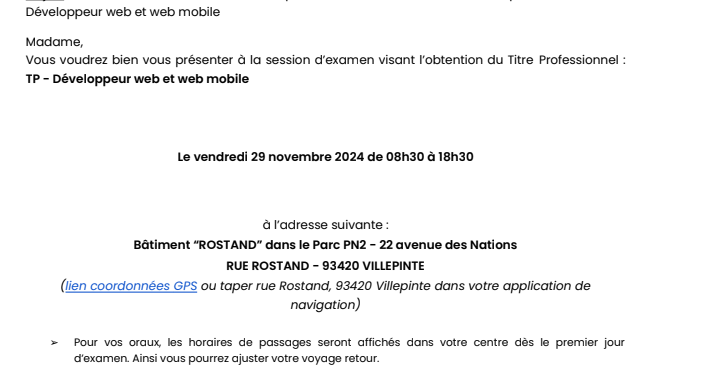 Développeur web et web mobile
Madame,
Vous voudrez bien vous présenter à la session d’examen visant l’obtention du Titre Professionnel :
TP - Développeur web et web mobile
Le vendredi 29 novembre 2024 de 08h30 à 18h30
à l’adresse suivante :
Bâtiment “ROSTAND” dans le Parc PN2 - 22 avenue des Nations
RUE ROSTAND - 93420 VILLEPINTE
(lien coordonnées GPS ou taper rue Rostand, 93420 Villepinte dans votre application de
navigation)
➢ Pour vos oraux, les horaires de passages seront affichés dans votre centre dès le premier jour
d’examen. Ainsi vous pourrez ajuster votre voyage retour.